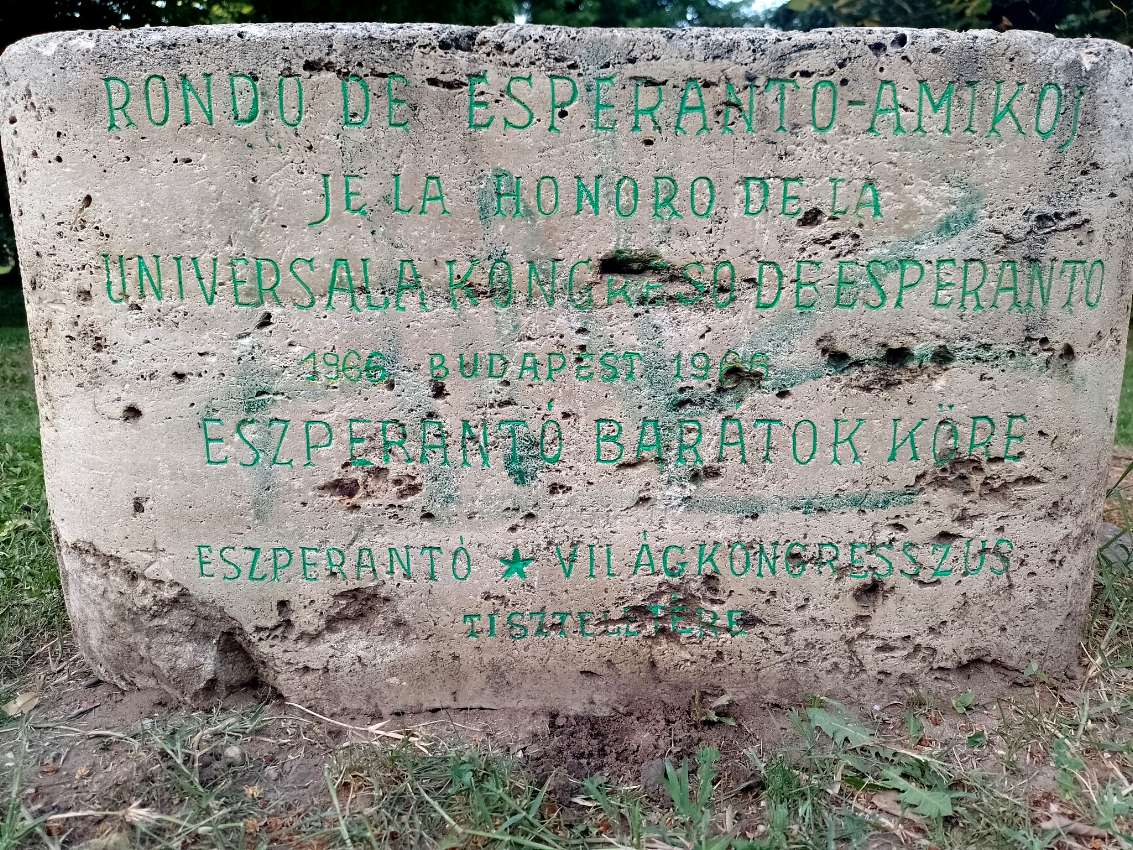 RONDO DE ESPERANTO-AMIKOJ
JE LA HONORO DE LA
UNIVERSALA KONGRESO DE ESPERANTO
1966 BUDAPEST 1966
ESZPERANTÓ BARÁTOK KÖRE
ESZPERANTÓ ★ VILÁGKONGRESSZUS
TISZTELETÉRE